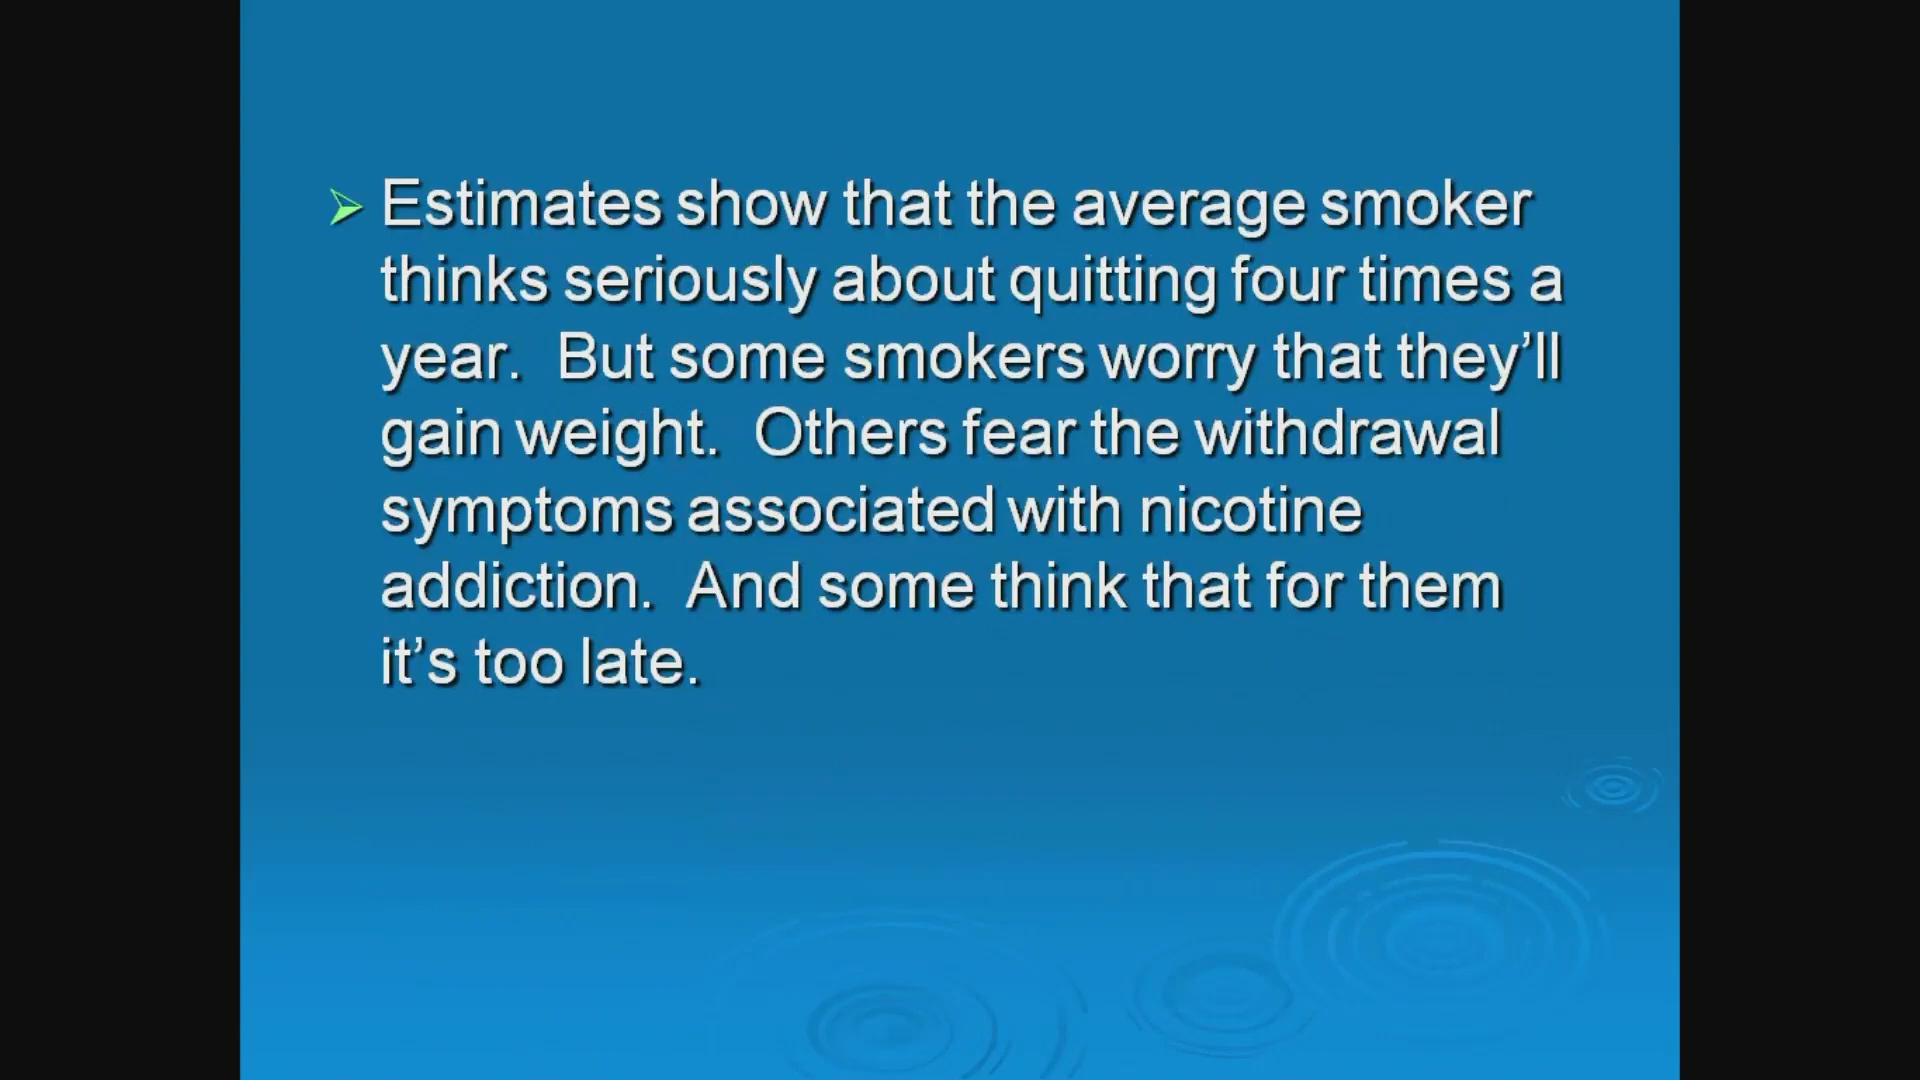 Estimates show that the average smoker
thinks seriously about quitting four times a
year.  But some smokers worry that they’ll
gain weight.  Others fear the withdrawal
symptoms associated with nicotine
addiction.  And some think that for them
it’s too late.